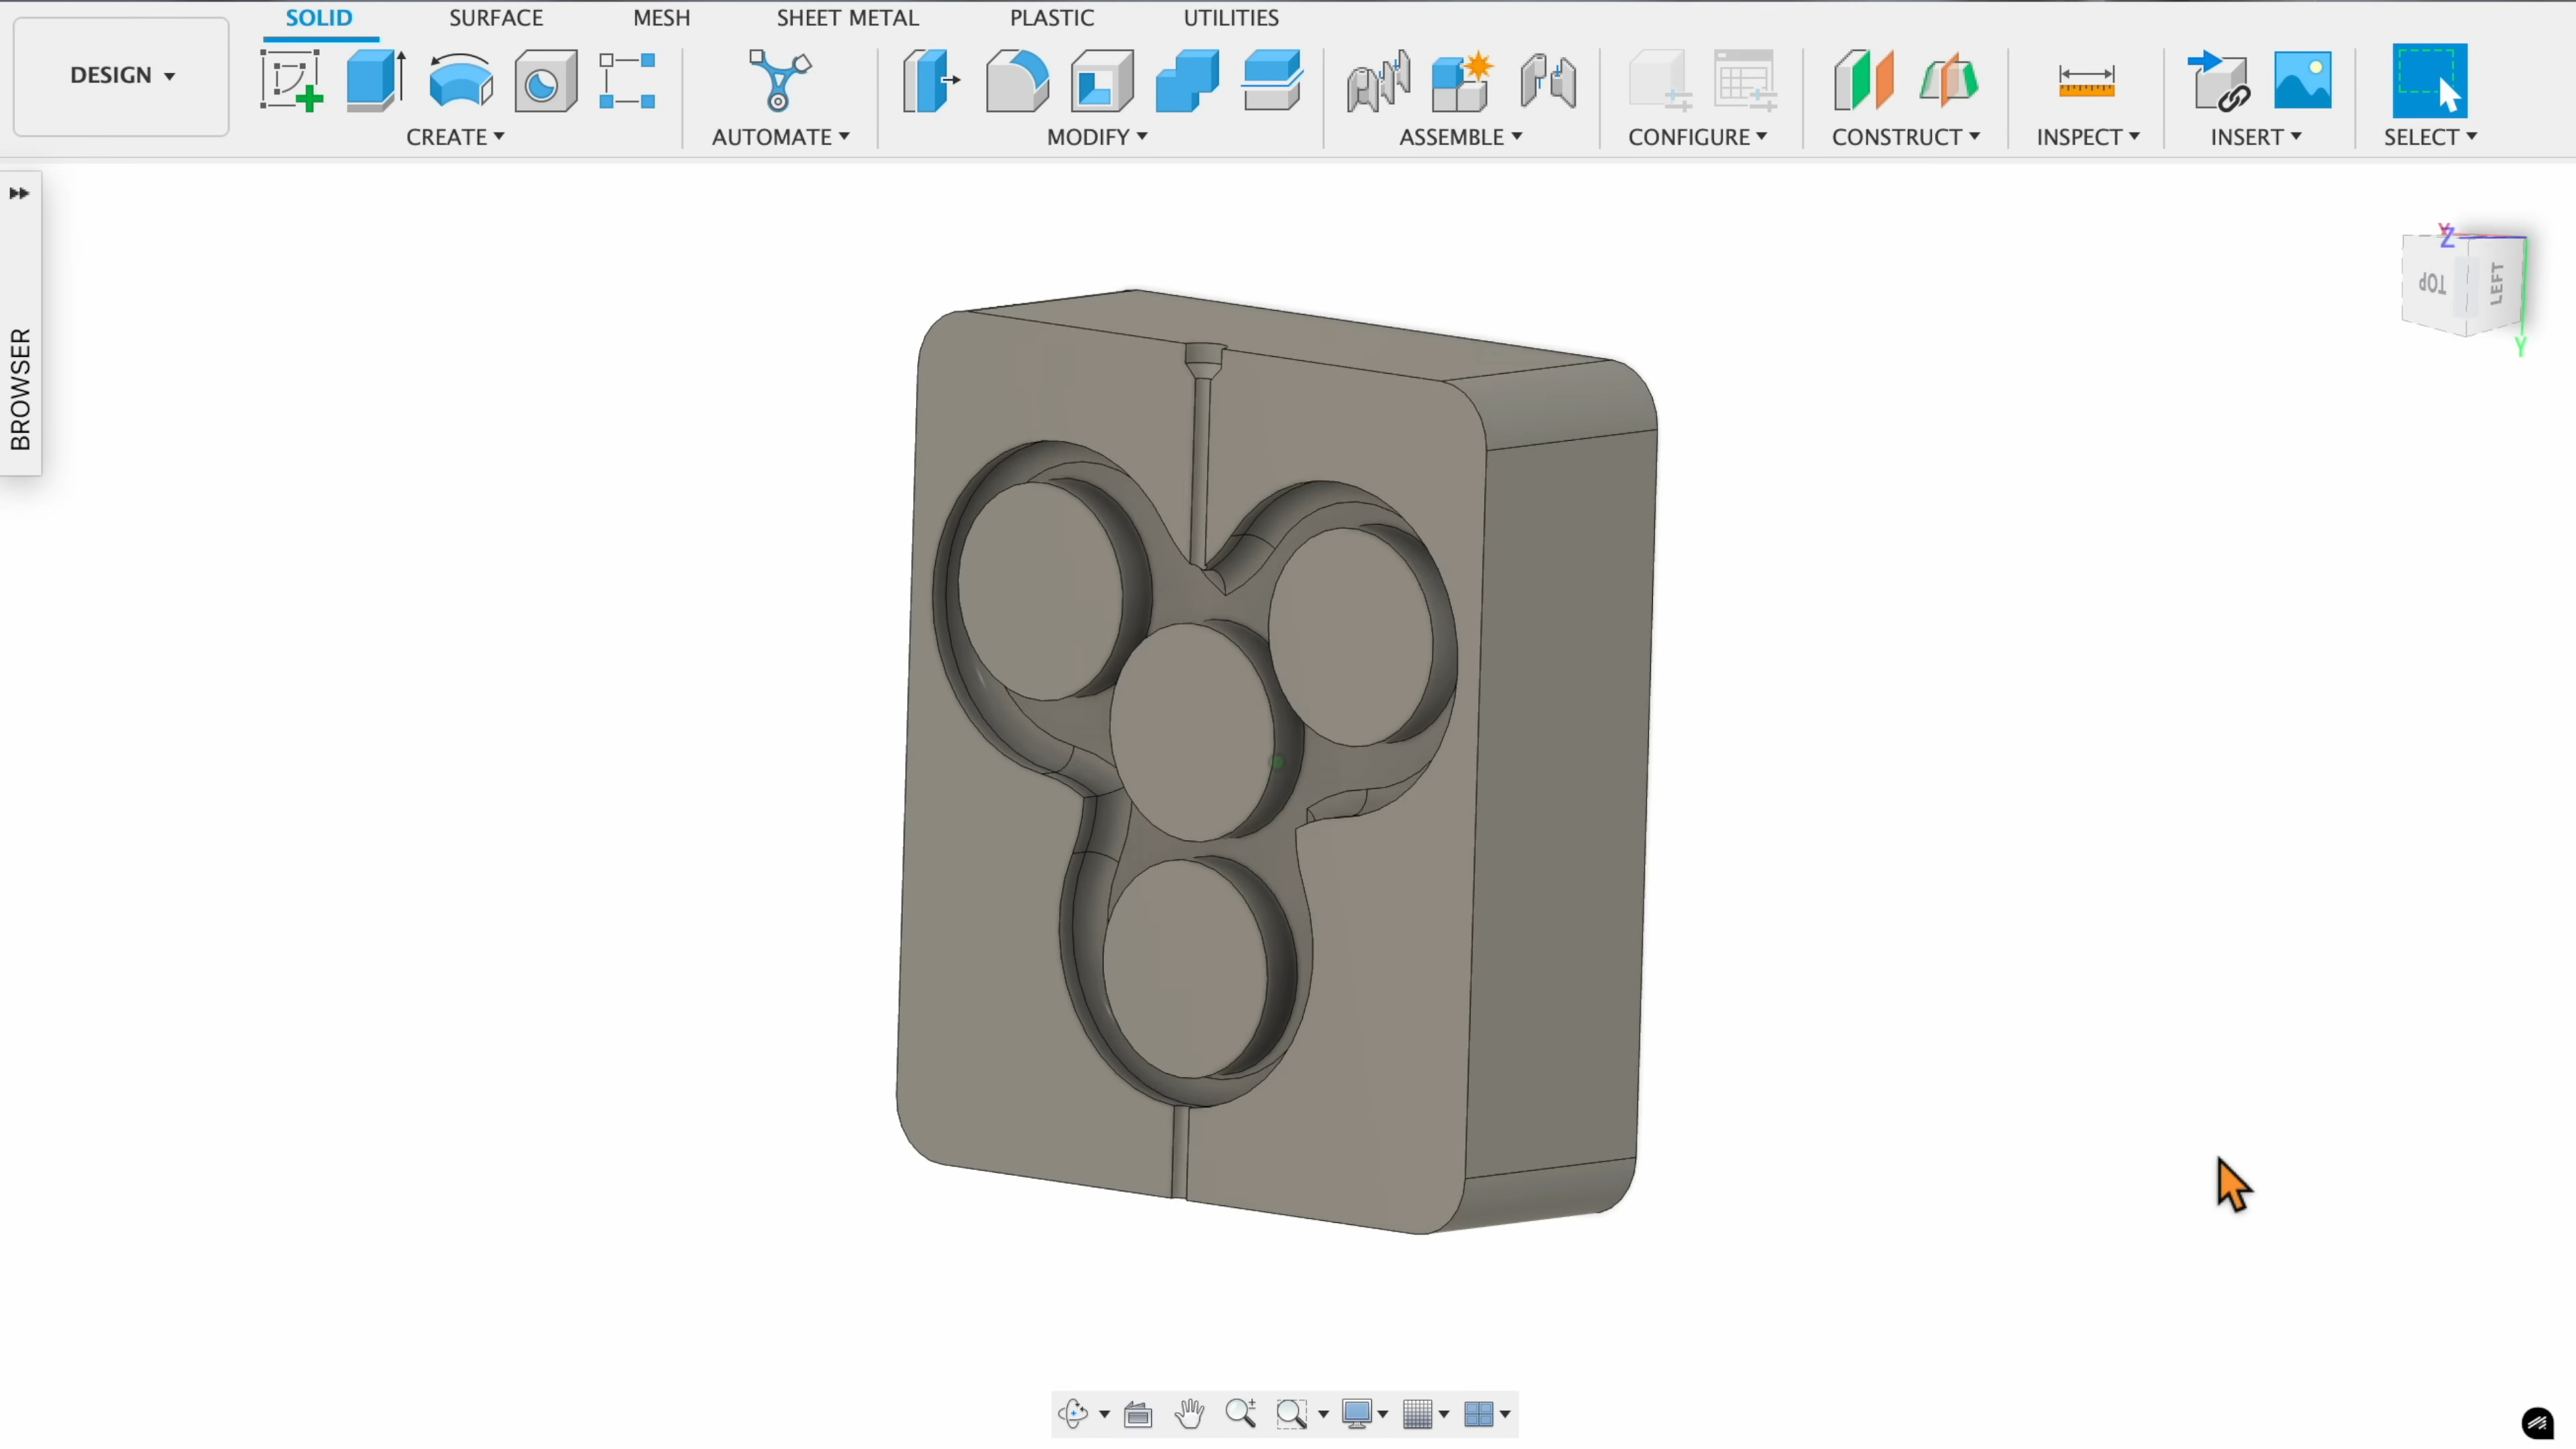 SOLID SURFACE MESH SHEET METAL PLASTIC UTILITIES
DESIGN
CREATE AUTOMATE MODIFY ASSEMBLE CONFIGURE CONSTRUCT INSPECT INSERT SELECT
BROWSER
Z
TOP
LEFT
Y